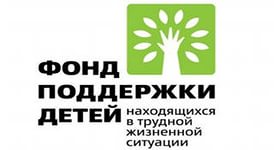 ФОНД
ПОДДЕРЖКИ
ДЕТЕЙ
НАХОДЯЩИХСЯ
В ТРУДНОЙ
ЖИЗНЕННОЙ
СИТУАЦИИ